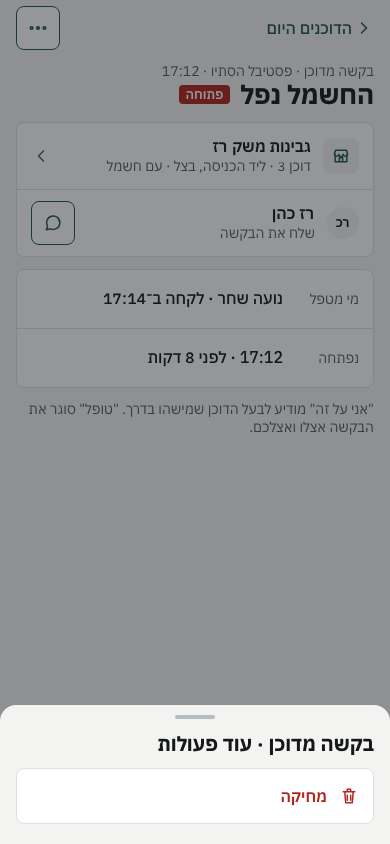 הדוכנים היום
בקשה מדוכן · פסטיבל הסתיו · 17:12
החשמל נפל
פתוחה
גבינות משק רז
דוכן 3 · ליד הכניסה, בצל · עם חשמל
רכ
רז כהן
שלח את הבקשה
מי מטפל
נועה שחר · לקחה ב־17:14
נפתחה
17:12 · לפני 8 דקות
"אני על זה" מודיע לבעל הדוכן שמישהו בדרך. "טופל" סוגר את
הבקשה אצלו ואצלכם.
בקשה מדוכן · עוד פעולות
מחיקה